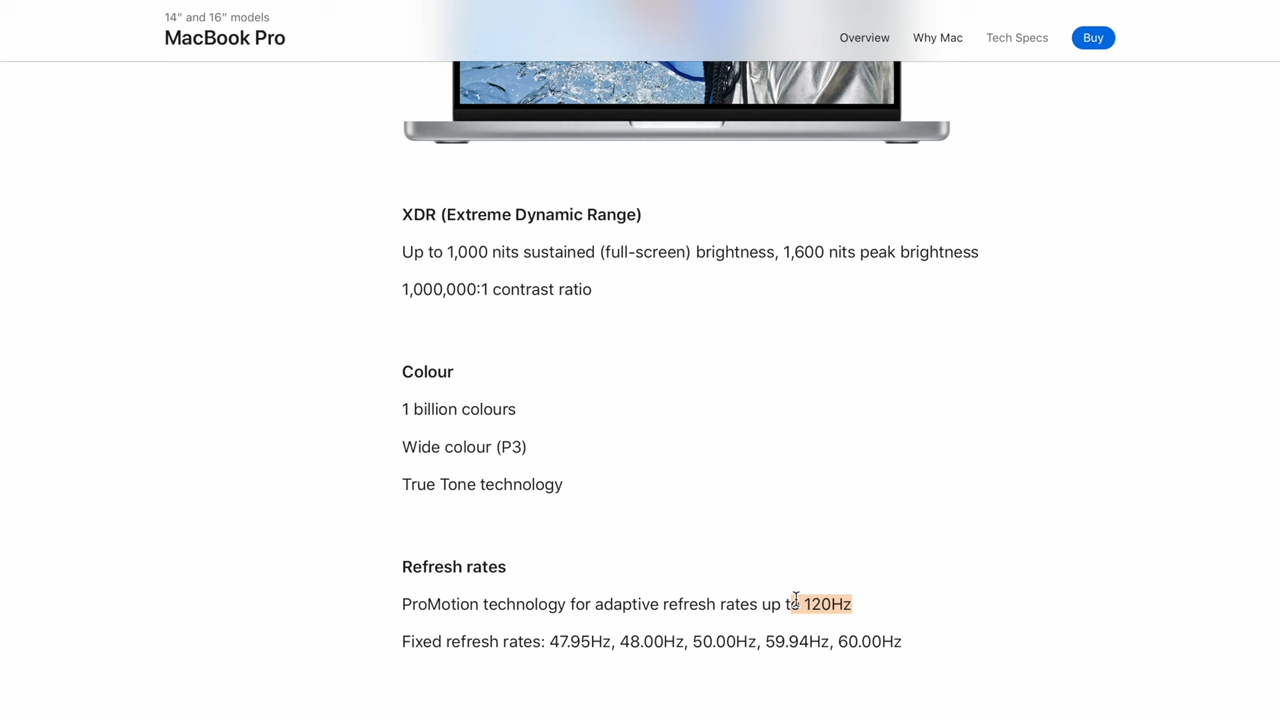 14″ and 16″ models
MacBook Pro
Overview Why Mac Tech Specs Buy
XDR (Extreme Dynamic Range)
Up to 1,000 nits sustained (full-screen) brightness, 1,600 nits peak brightness
1,000,000:1 contrast ratio
Colour
1 billion colours
Wide colour (P3)
True Tone technology
Refresh rates
ProMotion technology for adaptive refresh rates up to 120Hz
Fixed refresh rates: 47.95Hz, 48.00Hz, 50.00Hz, 59.94Hz, 60.00Hz